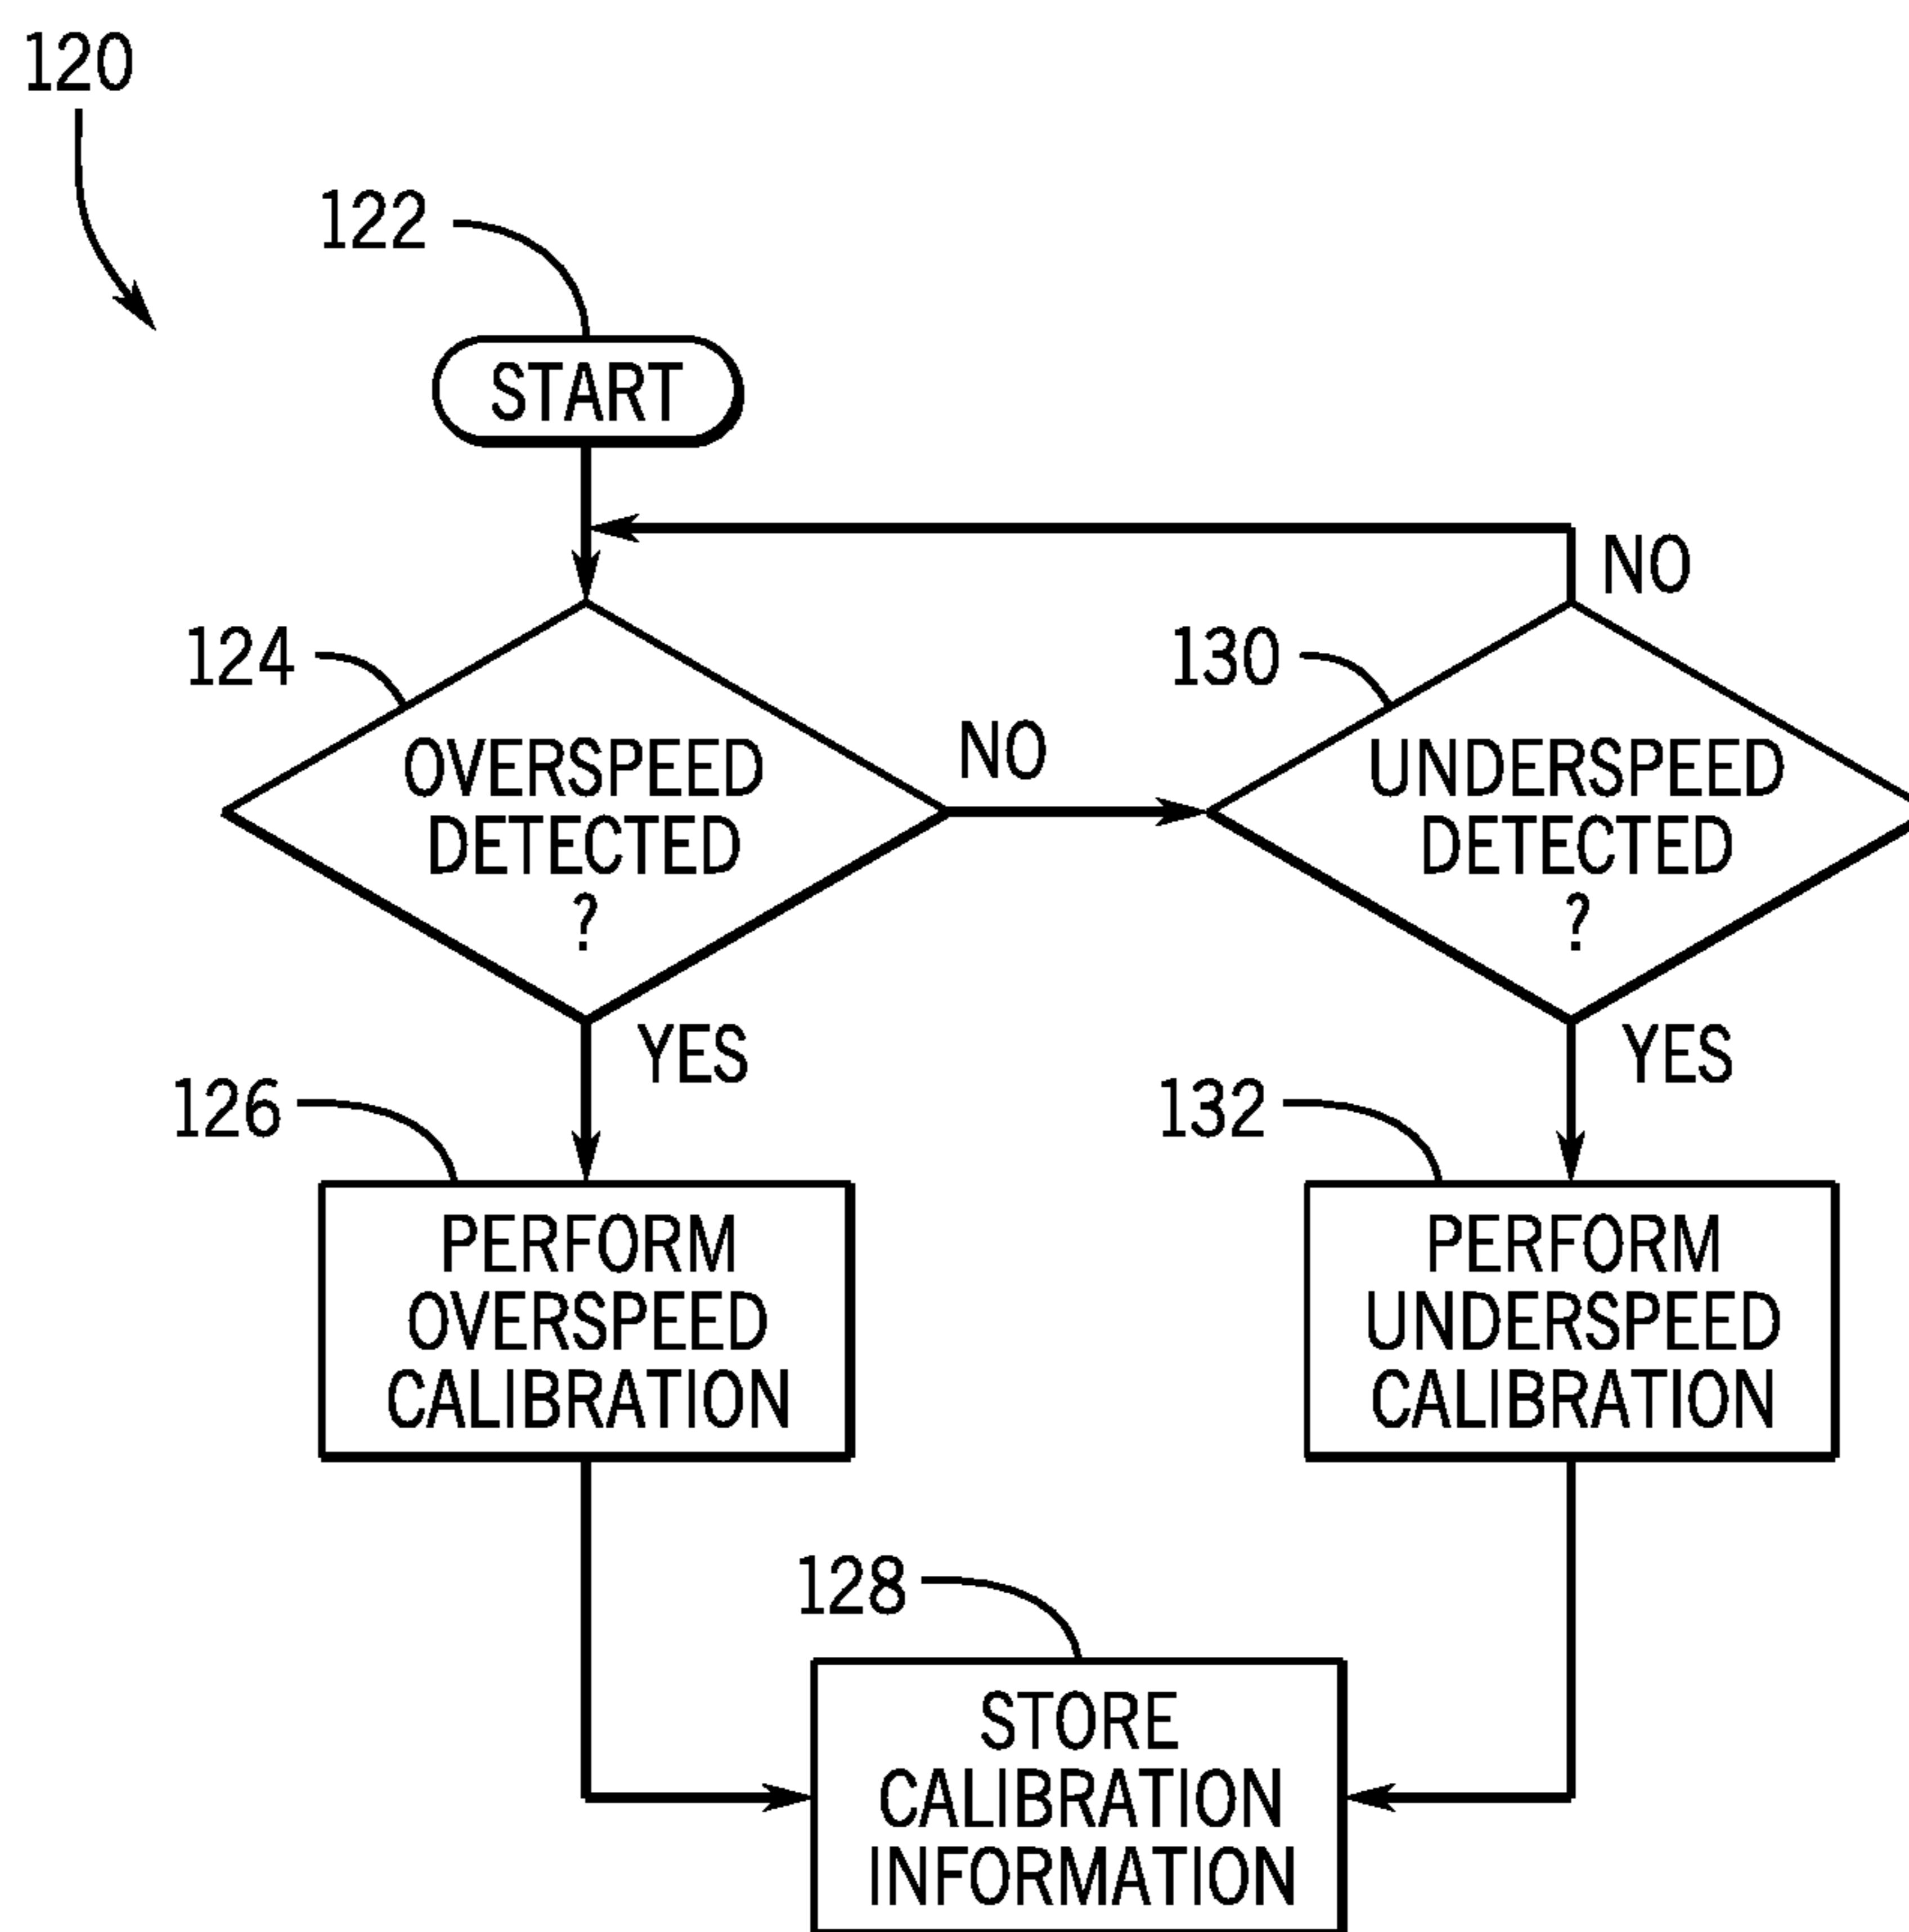 120
122
START
NO
124
130
OVERSPEED
DETECTED
?
NO
UNDERSPEED
DETECTED
?
YES
YES
126
132
PERFORM
OVERSPEED
CALIBRATION
PERFORM
UNDERSPEED
CALIBRATION
128
STORE
CALIBRATION
INFORMATION